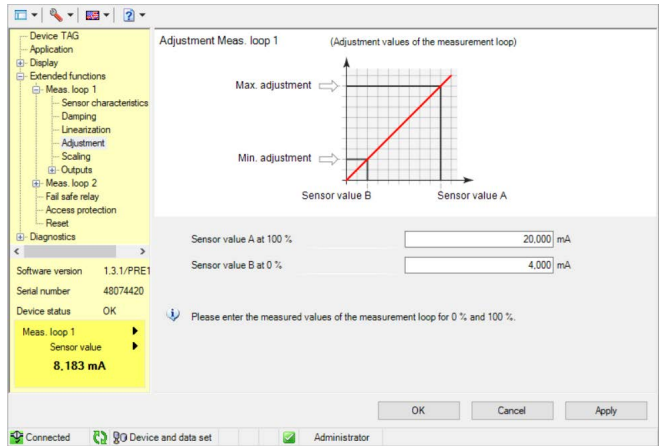 Device TAG
Application
Display
Extended functions
Meas. loop 1
Sensor characteristics
Damping
Linearization
Adjustment
Scaling
Outputs
Meas. loop 2
Fail safe relay
Access protection
Reset
Diagnostics
Software version 1.3.1/PRE1
Serial number 48074420
Device status OK
Meas. loop 1
Sensor value
8,183 mA
Adjustment Meas. loop 1 (Adjustment values of the measurement loop)
Max. adjustment
Min. adjustment
Sensor value B Sensor value A
Sensor value A at 100 % 20,000 mA
Sensor value B at 0 % 4,000 mA
Please enter the measured values of the measurement loop for 0 % and 100 %.
OK Cancel Apply
Connected Device and data set Administrator